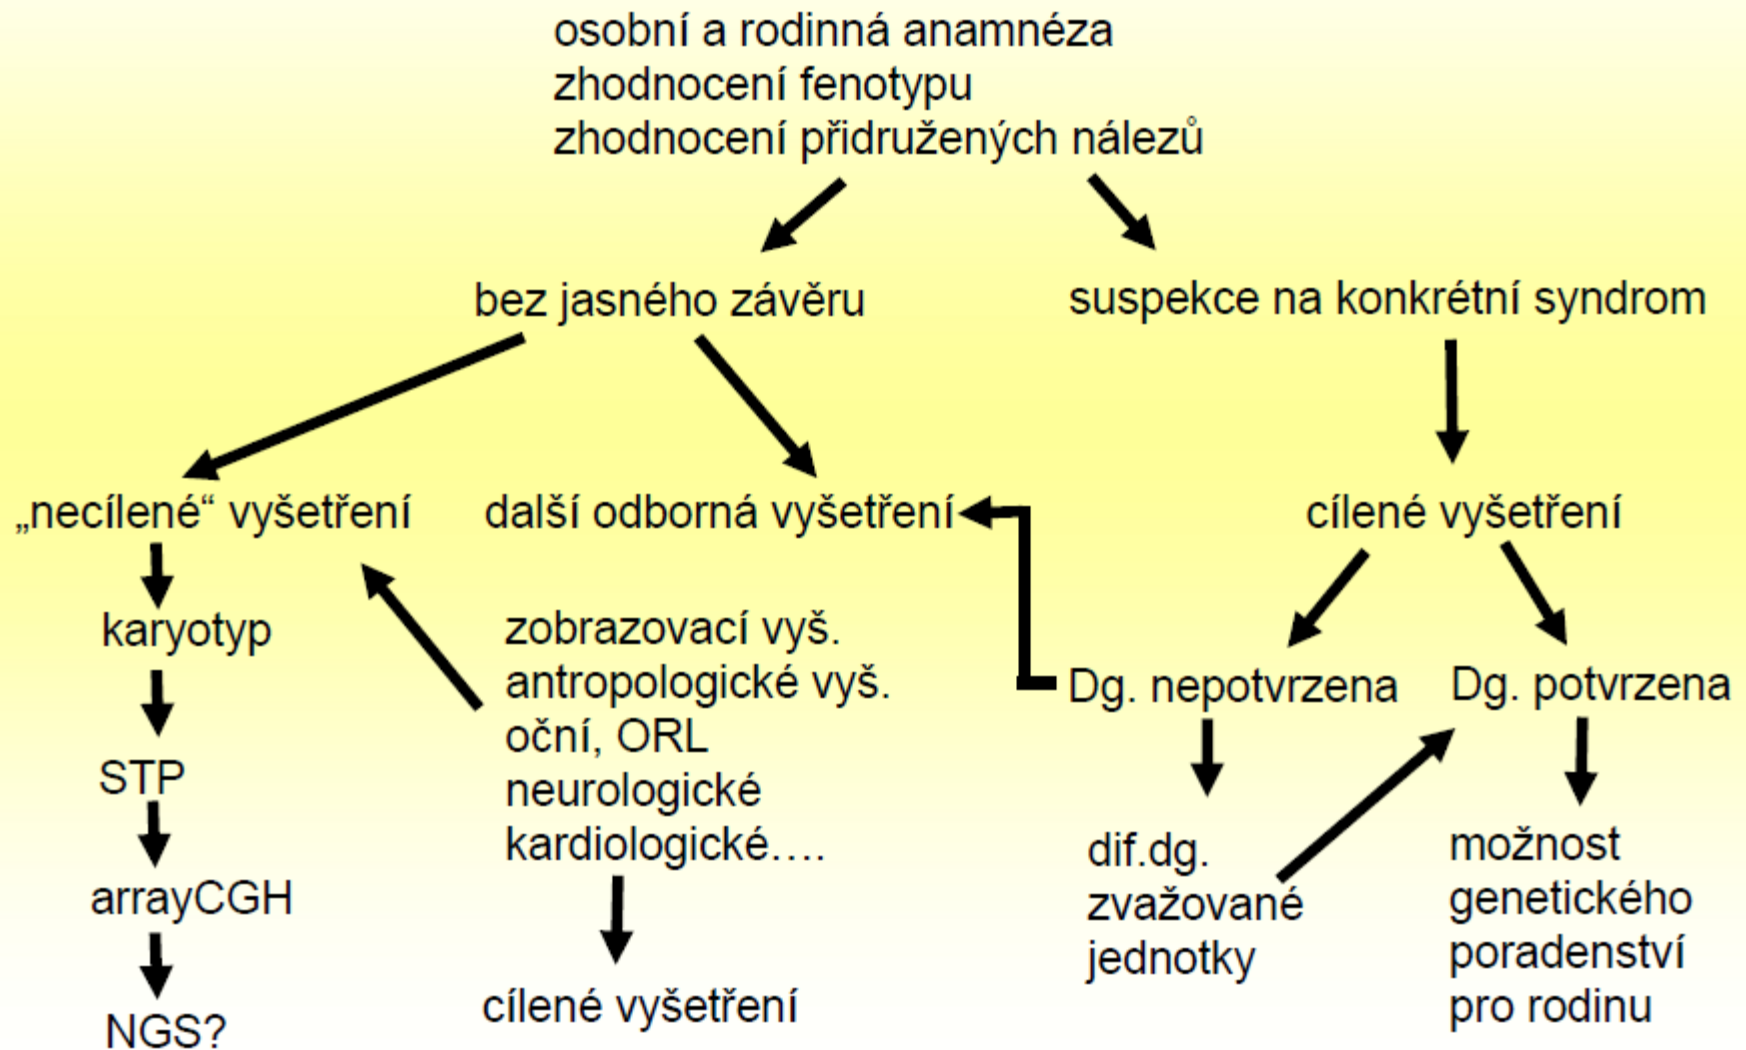 osobní a rodinná anamnéza
zhodnocení fenotypu
zhodnocení přidružených nálezů
bez jasného závěru
suspekce na konkrétní syndrom
„necílené“ vyšetření
další odborná vyšetření
cílené vyšetření
karyotyp
STP
arrayCGH
NGS?
zobrazovací vyš.
antropologické vyš.
oční, ORL
neurologické
kardiologické....
cílené vyšetření
Dg. nepotvrzena
Dg. potvrzena
dif.dg.
zvažované
jednotky
možnost
genetického
poradenství
pro rodinu